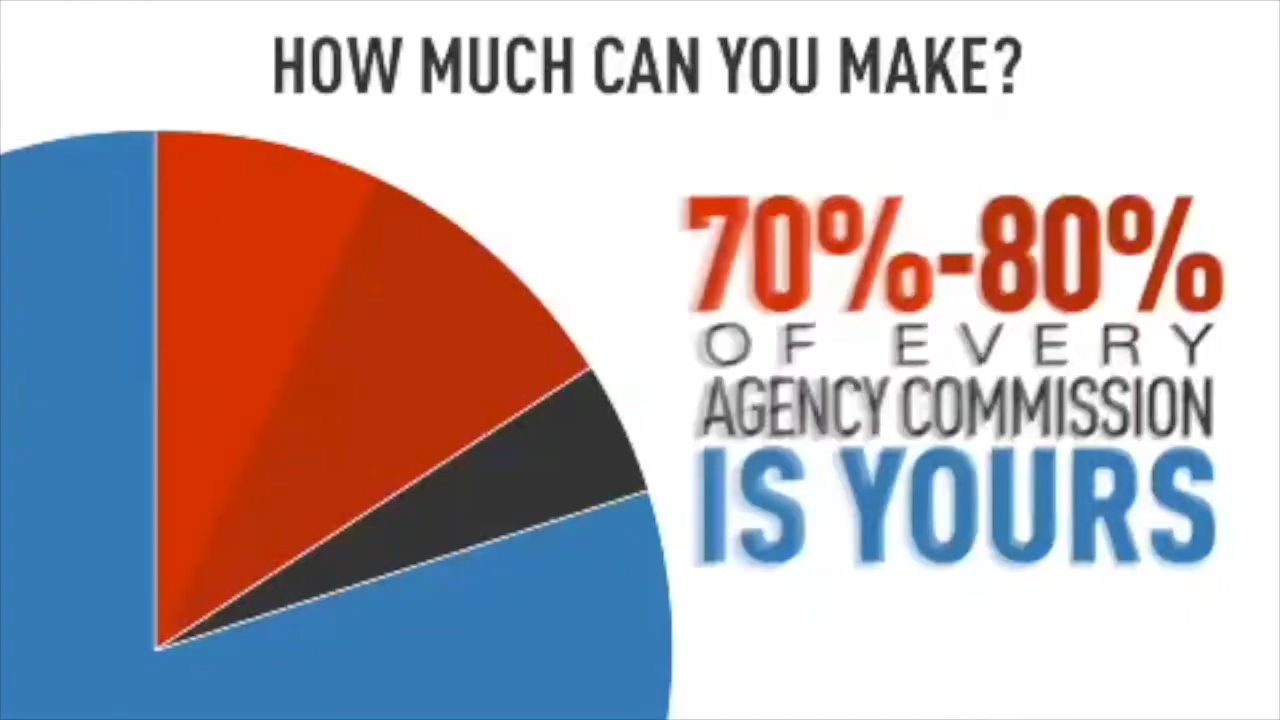 HOW MUCH CAN YOU MAKE?
70%-80%
OF EVERY
AGENCY COMMISSION
IS YOURS